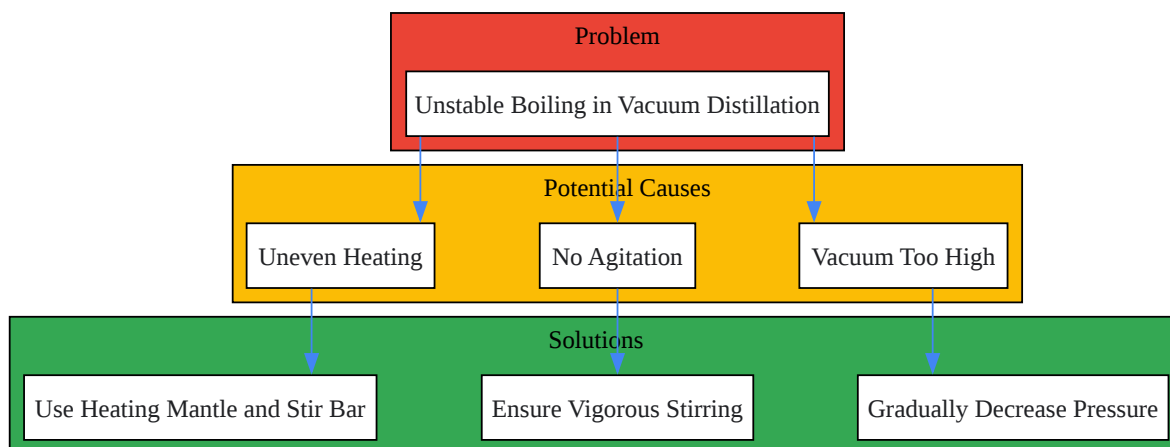 Problem
Unstable Boiling in Vacuum Distillation
Potential Causes
Uneven Heating
No Agitation
Vacuum Too High
Solutions
Use Heating Mantle and Stir Bar
Ensure Vigorous Stirring
Gradually Decrease Pressure